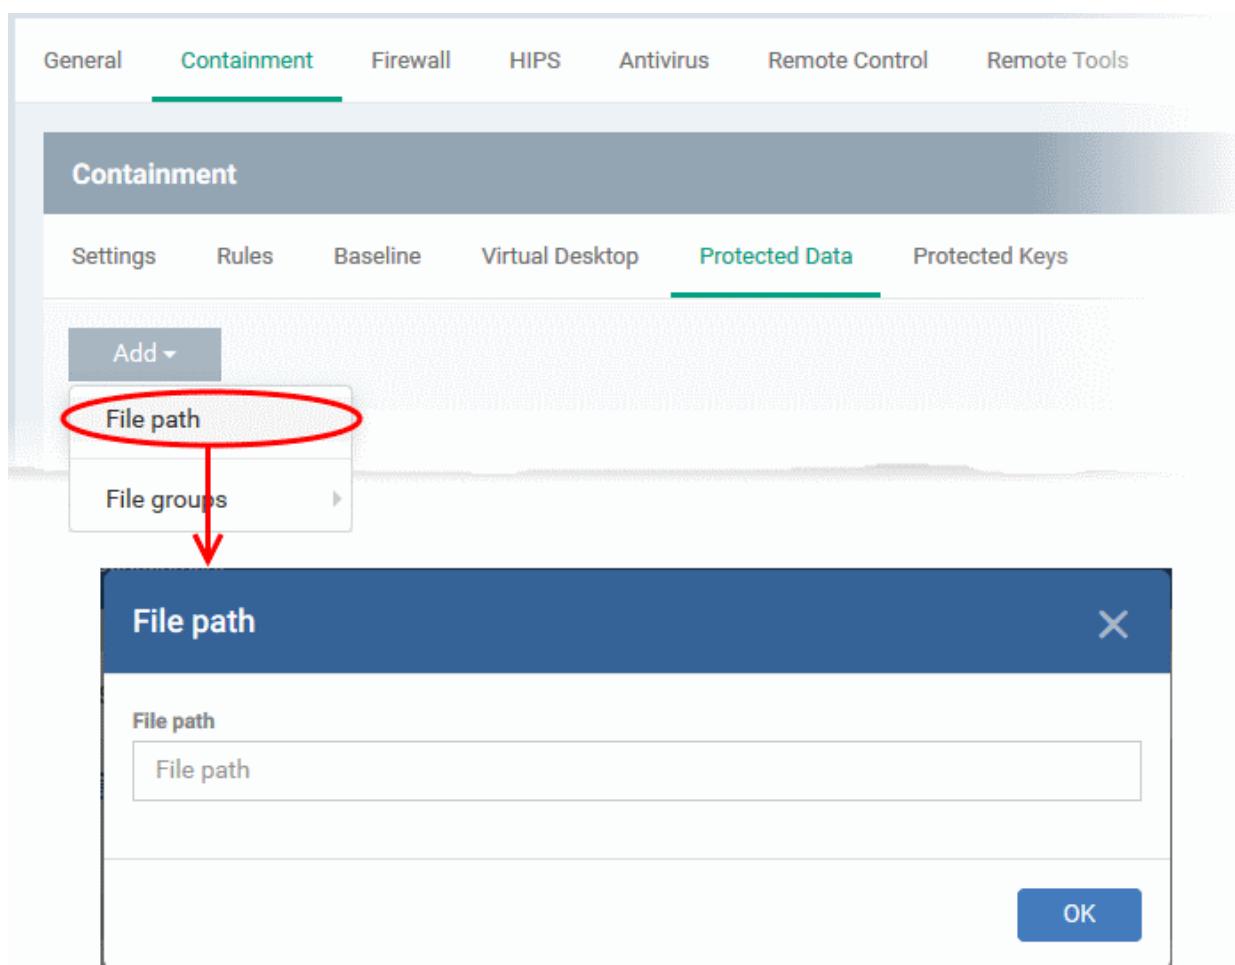 General Containment Firewall HIPS Antivirus Remote Control Remote Tools
Containment
Settings Rules Baseline Virtual Desktop Protected Data Protected Keys
Add
File path
File groups
File path
File path
File path
OK